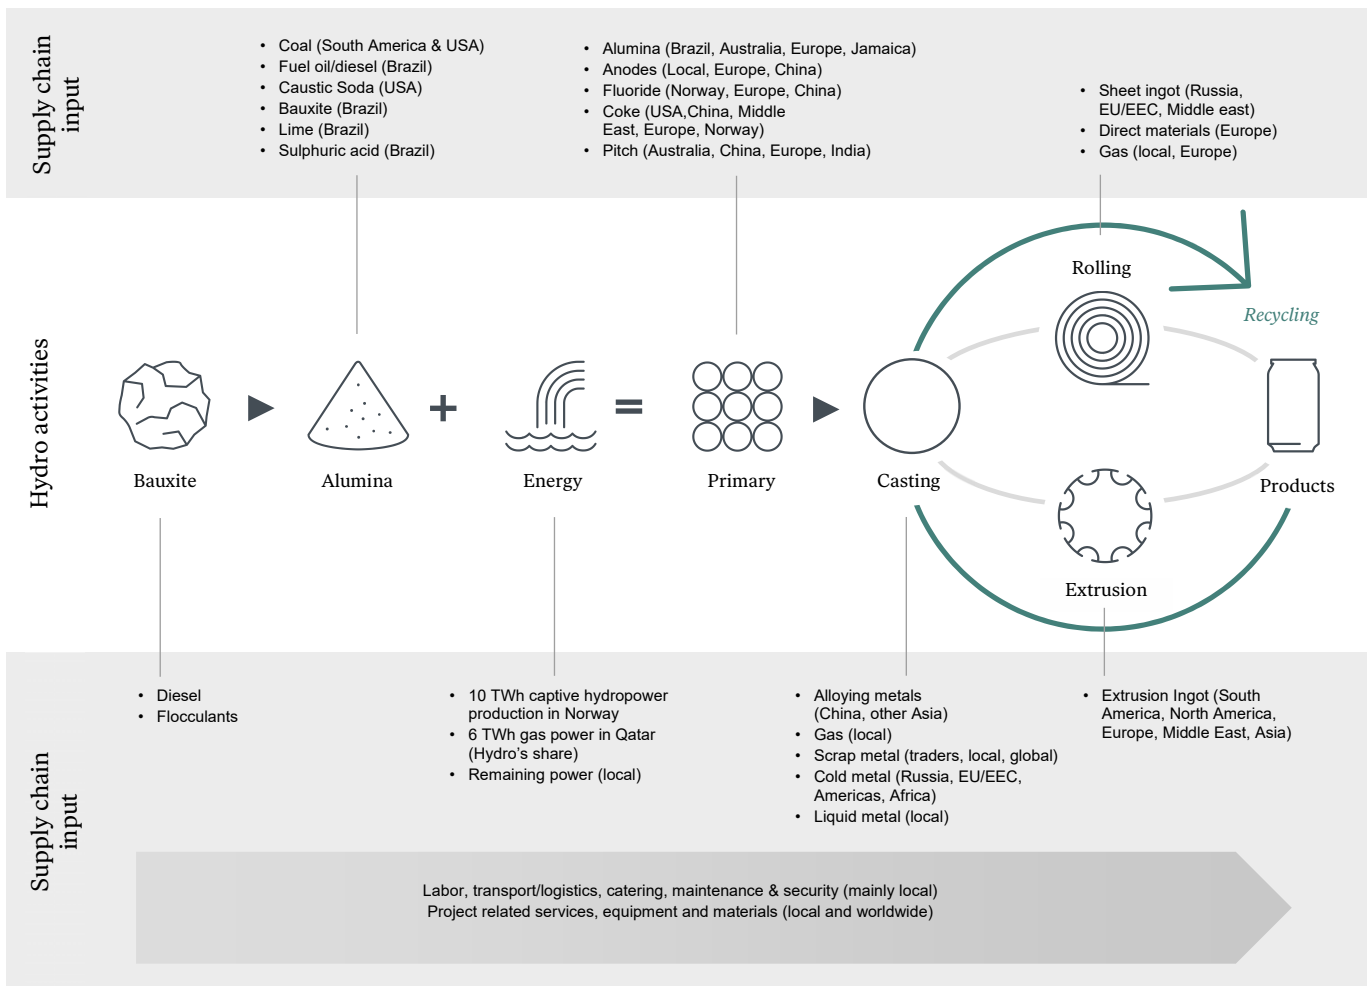 Supply chain
input
• Coal (South America & USA)
• Fuel oil/diesel (Brazil)
• Caustic Soda (USA)
• Bauxite (Brazil)
• Lime (Brazil)
• Sulphuric acid (Brazil)
• Alumina (Brazil, Australia, Europe, Jamaica)
• Anodes (Local, Europe, China)
• Fluoride (Norway, Europe, China)
• Coke (USA,China, Middle
East, Europe, Norway)
• Pitch (Australia, China, Europe, India)
• Sheet ingot (Russia,
EU/EEC, Middle east)
• Direct materials (Europe)
• Gas (local, Europe)
Hydro activities
Bauxite
Alumina
+
Energy
=
Primary
Casting
Rolling
Recycling
Extrusion
Products
Supply chain
input
• Diesel
• Flocculants
• 10 TWh captive hydropower
production in Norway
• 6 TWh gas power in Qatar
(Hydro’s share)
• Remaining power (local)
• Alloying metals
(China, other Asia)
• Gas (local)
• Scrap metal (traders, local, global)
• Cold metal (Russia, EU/EEC,
Americas, Africa)
• Liquid metal (local)
• Extrusion Ingot (South
America, North America,
Europe, Middle East, Asia)
Labor, transport/logistics, catering, maintenance & security (mainly local)
Project related services, equipment and materials (local and worldwide)